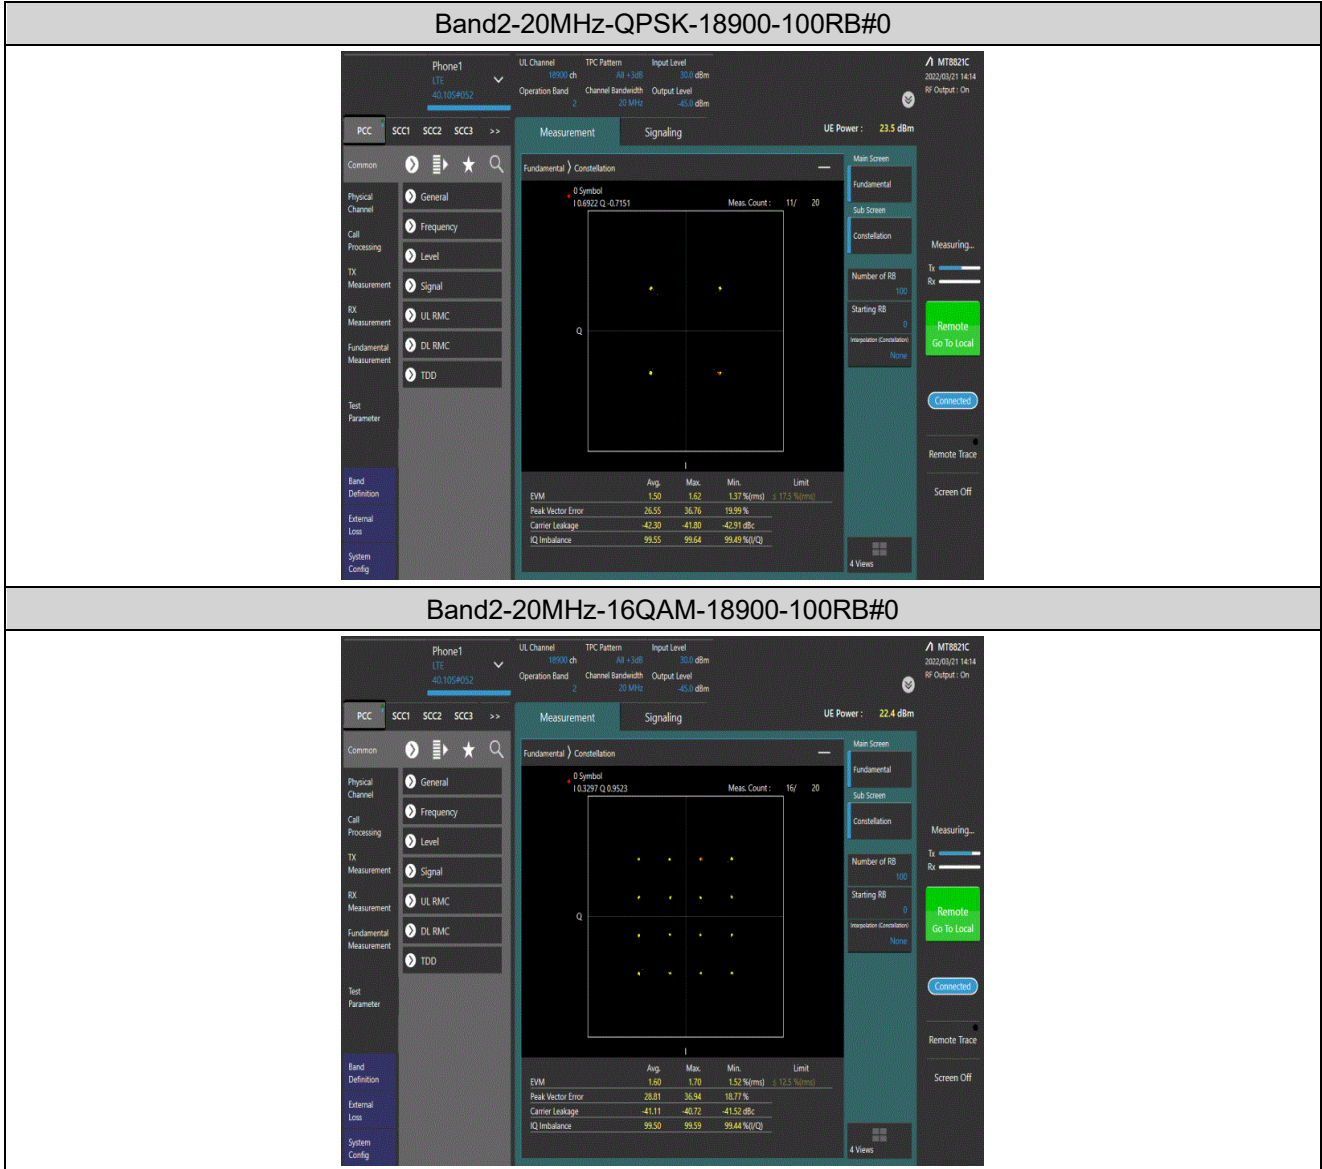 Band2-20MHz-QPSK-18900-100RB#0
Phone1
LTE
40.10S#052
UL Channel TPC Pattern Input Level
18900 ch All +3dB 30.0 dBm
Operation Band Channel Bandwidth Output Level
2 20 MHz -45.0 dBm
MT8821C
2022/03/21 14:14
RF Output : On
PCC SCC1 SCC2 SCC3 >>
Measurement Signaling
UE Power : 23.5 dBm
Common
Physical
Channel
Call
Processing
TX
Measurement
RX
Measurement
Fundamental
Measurement
Test
Parameter
Band
Definition
External
Loss
System
Config
General
Frequency
Level
Signal
UL RMC
DL RMC
TDD
Fundamental 〉 Constellation
0 Symbol
I 0.6922 Q -0.7151 Meas. Count : 11/ 20
Q
I
Avg. Max. Min. Limit
EVM 1.50 1.62 1.37 %(rms) ≤ 17.5 %(rms)
Peak Vector Error 26.55 36.76 19.99 %
Carrier Leakage -42.30 -41.80 -42.91 dBc
IQ Imbalance 99.55 99.64 99.49 %(I/Q)
Main Screen
Fundamental
Sub Screen
Constellation
Number of RB
100
Starting RB
0
Interpolation (Constellation)
None
4 Views
Measuring...
Tx
Rx
Remote
Go To Local
Connected
Remote Trace
Screen Off
Band2-20MHz-16QAM-18900-100RB#0
Phone1
LTE
40.10S#052
UL Channel TPC Pattern Input Level
18900 ch All +3dB 30.0 dBm
Operation Band Channel Bandwidth Output Level
2 20 MHz -45.0 dBm
MT8821C
2022/03/21 14:14
RF Output : On
PCC SCC1 SCC2 SCC3 >>
Measurement Signaling
UE Power : 22.4 dBm
Common
Physical
Channel
Call
Processing
TX
Measurement
RX
Measurement
Fundamental
Measurement
Test
Parameter
Band
Definition
External
Loss
System
Config
General
Frequency
Level
Signal
UL RMC
DL RMC
TDD
Fundamental 〉 Constellation
0 Symbol
I 0.3297 Q 0.9523 Meas. Count : 16/ 20
Q
I
Avg. Max. Min. Limit
EVM 1.60 1.70 1.52 %(rms) ≤ 12.5 %(rms)
Peak Vector Error 28.81 36.94 18.77 %
Carrier Leakage -41.11 -40.72 -41.52 dBc
IQ Imbalance 99.50 99.59 99.44 %(I/Q)
Main Screen
Fundamental
Sub Screen
Constellation
Number of RB
100
Starting RB
0
Interpolation (Constellation)
None
4 Views
Measuring...
Tx
Rx
Remote
Go To Local
Connected
Remote Trace
Screen Off